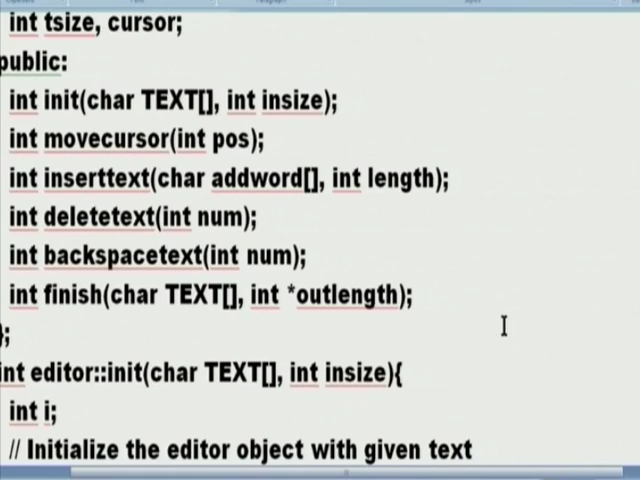 int tsize, cursor;
public:
int init(char TEXT[], int insize);
int movecursor(int pos);
int inserttext(char addword[], int length);
int deletetext(int num);
int backspacetext(int num);
int finish(char TEXT[], int *outlength);
};
int editor::init(char TEXT[], int insize){
int i;
// Initialize the editor object with given text